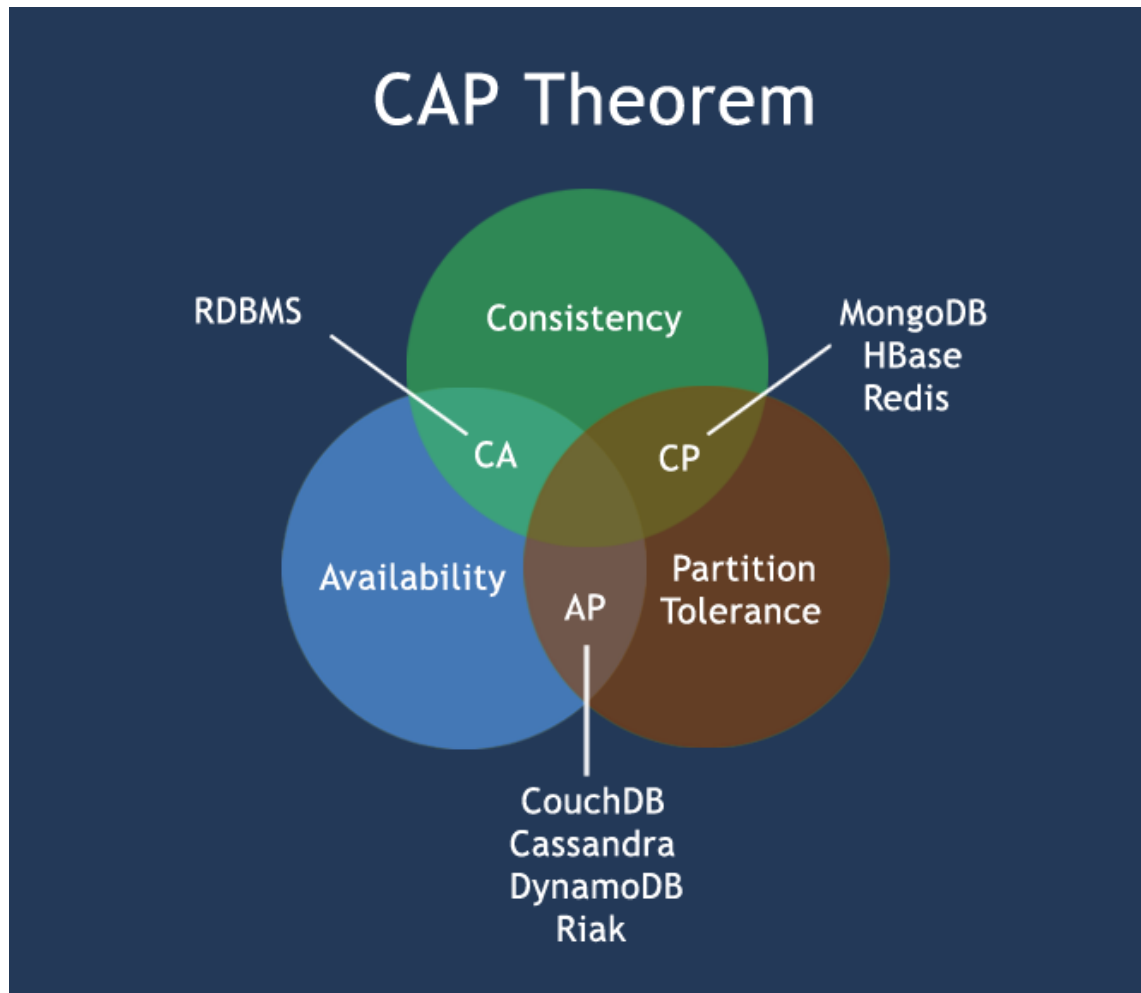 CAP Theorem
RDBMS
Consistency
MongoDB
HBase
Redis
CA
CP
Availability
Partition
Tolerance
AP
CouchDB
Cassandra
DynamoDB
Riak